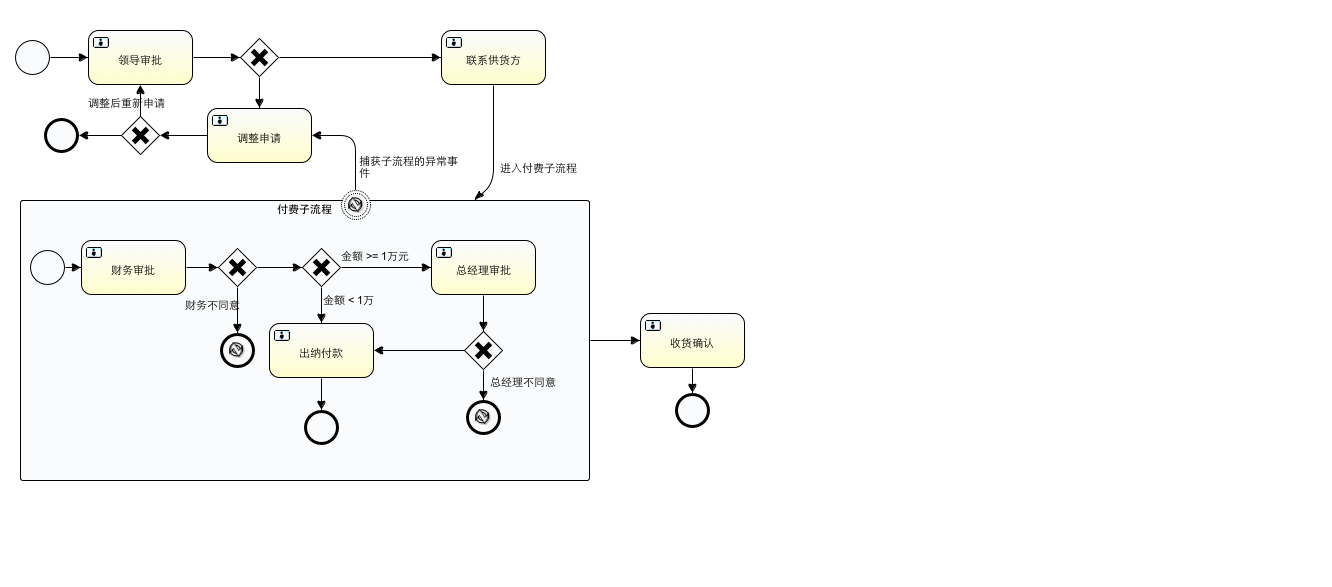 领导审批
联系供货方
调整后重新申请
调整申请
捕获子流程的异常事
件
进入付费子流程
付费子流程
金额 >= 1万元
财务审批
总经理审批
财务不同意
金额 < 1万
出纳付款
收货确认
总经理不同意